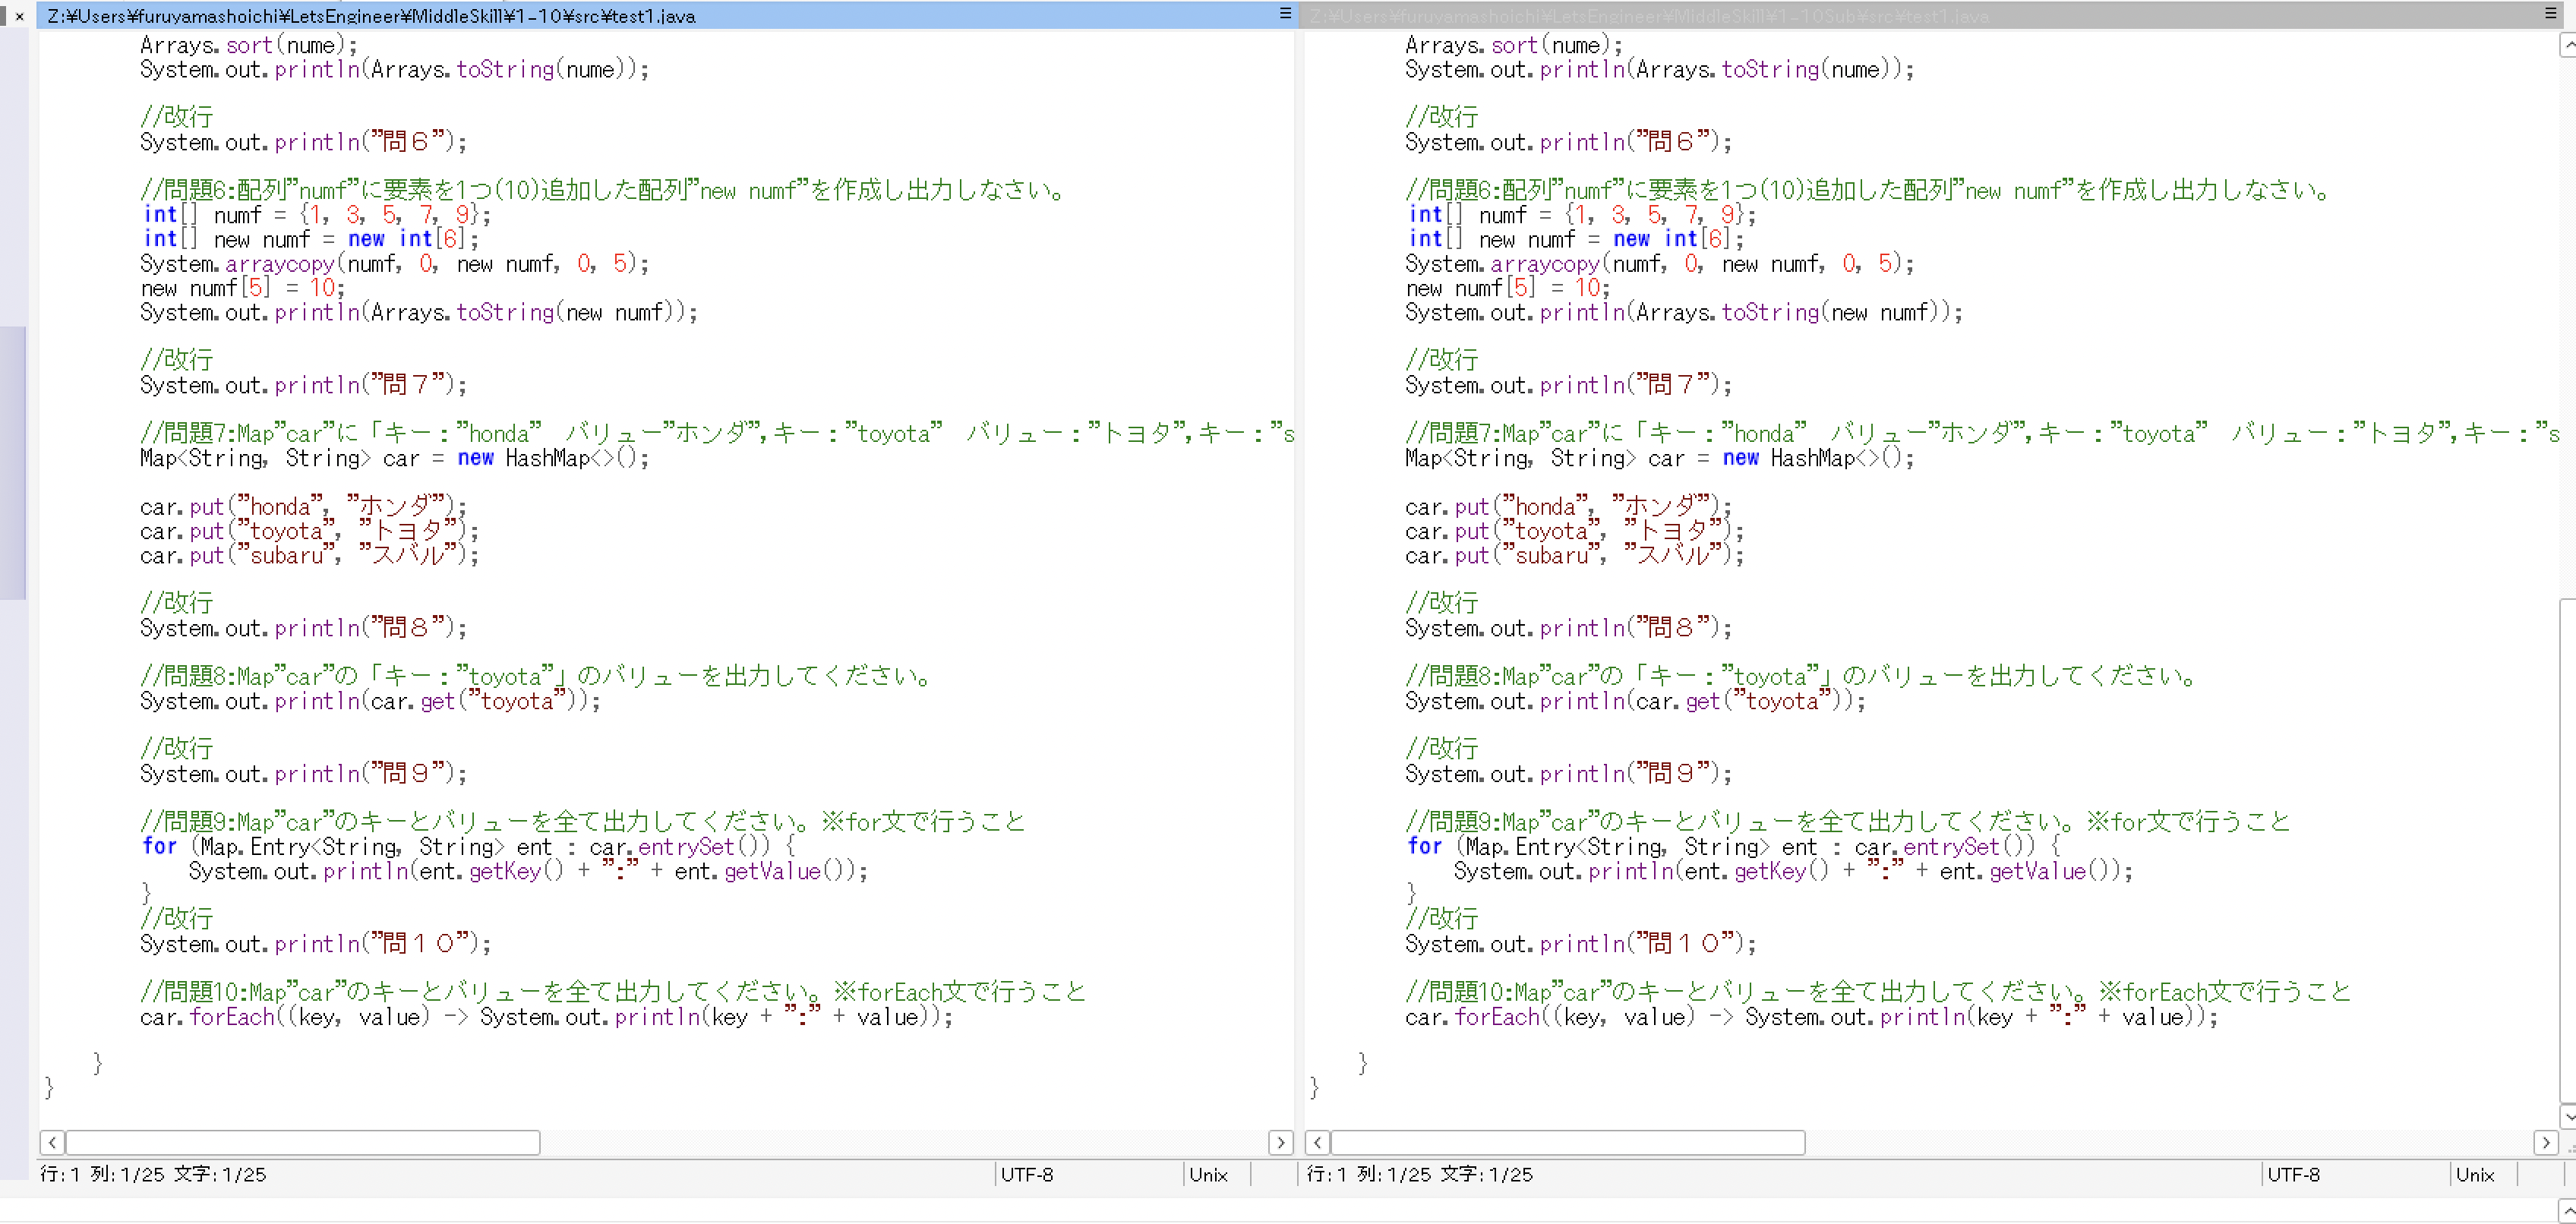 Z:¥Users¥furuyamashoichi¥LetsEngineer¥MiddleSkill¥1-10¥src¥test1.java
Arrays.sort(nume);
System.out.println(Arrays.toString(nume));
//改行
System.out.println("問６");
//問題6:配列"numf"に要素を1つ(10)追加した配列"new numf"を作成し出力しなさい。
int[] numf = {1, 3, 5, 7, 9};
int[] new numf = new int[6];
System.arraycopy(numf, 0, new numf, 0, 5);
new numf[5] = 10;
System.out.println(Arrays.toString(new numf));
//改行
System.out.println("問７");
//問題7:Map"car"に「キー："honda"　バリュー"ホンダ",キー："toyota"　バリュー："トヨタ",キー："s
Map<String, String> car = new HashMap<>();
car.put("honda", "ホンダ");
car.put("toyota", "トヨタ");
car.put("subaru", "スバル");
//改行
System.out.println("問８");
//問題8:Map"car"の「キー："toyota"」のバリューを出力してください。
System.out.println(car.get("toyota"));
//改行
System.out.println("問９");
//問題9:Map"car"のキーとバリューを全て出力してください。※for文で行うこと
for (Map.Entry<String, String> ent : car.entrySet()) {
System.out.println(ent.getKey() + ":" + ent.getValue());
}
//改行
System.out.println("問１０");
//問題10:Map"car"のキーとバリューを全て出力してください。※forEach文で行うこと
car.forEach((key, value) -> System.out.println(key + ":" + value));
}
}
行:1 列:1/25 文字:1/25
UTF-8
Unix
Z:¥Users¥furuyamashoichi¥LetsEngineer¥MiddleSkill¥1-10Sub¥src¥test1.java
Arrays.sort(nume);
System.out.println(Arrays.toString(nume));
//改行
System.out.println("問６");
//問題6:配列"numf"に要素を1つ(10)追加した配列"new numf"を作成し出力しなさい。
int[] numf = {1, 3, 5, 7, 9};
int[] new numf = new int[6];
System.arraycopy(numf, 0, new numf, 0, 5);
new numf[5] = 10;
System.out.println(Arrays.toString(new numf));
//改行
System.out.println("問７");
//問題7:Map"car"に「キー："honda"　バリュー"ホンダ",キー："toyota"　バリュー："トヨタ",キー："s
Map<String, String> car = new HashMap<>();
car.put("honda", "ホンダ");
car.put("toyota", "トヨタ");
car.put("subaru", "スバル");
//改行
System.out.println("問８");
//問題8:Map"car"の「キー："toyota"」のバリューを出力してください。
System.out.println(car.get("toyota"));
//改行
System.out.println("問９");
//問題9:Map"car"のキーとバリューを全て出力してください。※for文で行うこと
for (Map.Entry<String, String> ent : car.entrySet()) {
System.out.println(ent.getKey() + ":" + ent.getValue());
}
//改行
System.out.println("問１０");
//問題10:Map"car"のキーとバリューを全て出力してください。※forEach文で行うこと
car.forEach((key, value) -> System.out.println(key + ":" + value));
}
}
行:1 列:1/25 文字:1/25
UTF-8
Unix